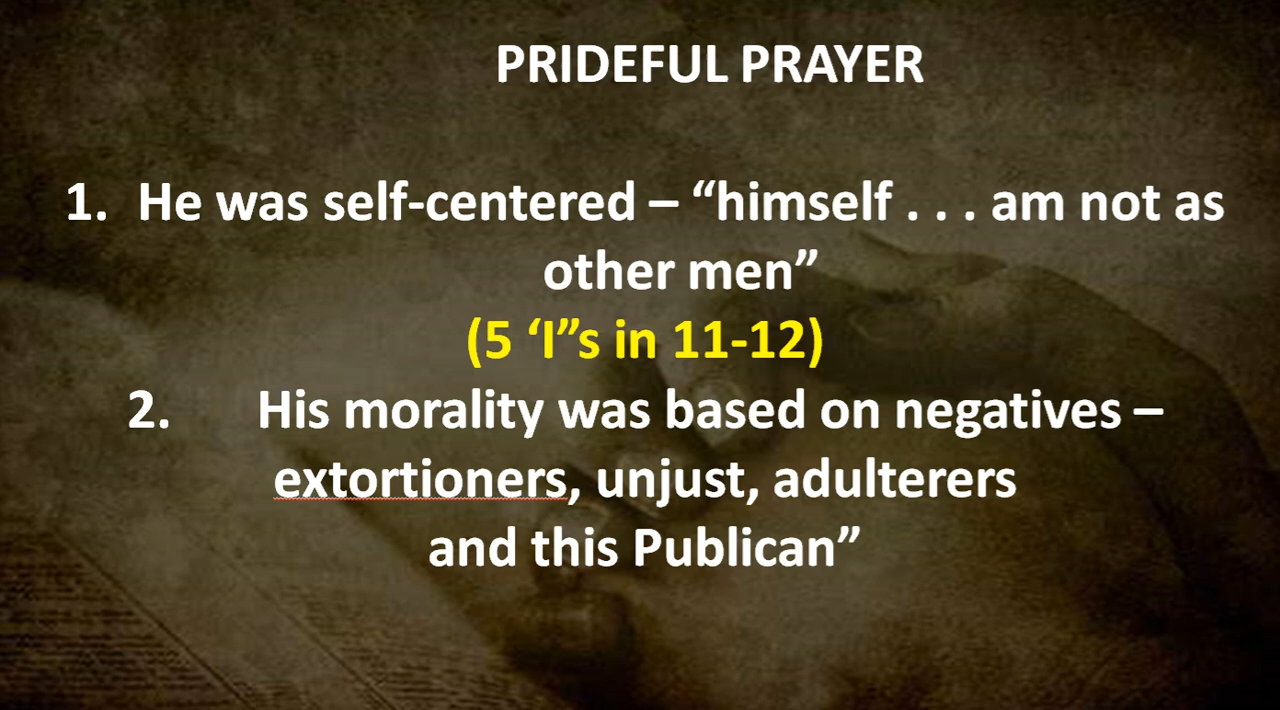 PRIDEFUL PRAYER
1. He was self-centered – “himself . . . am not as
other men”
(5 ‘I”s in 11-12)
2. His morality was based on negatives –
extortioners, unjust, adulterers
and this Publican”